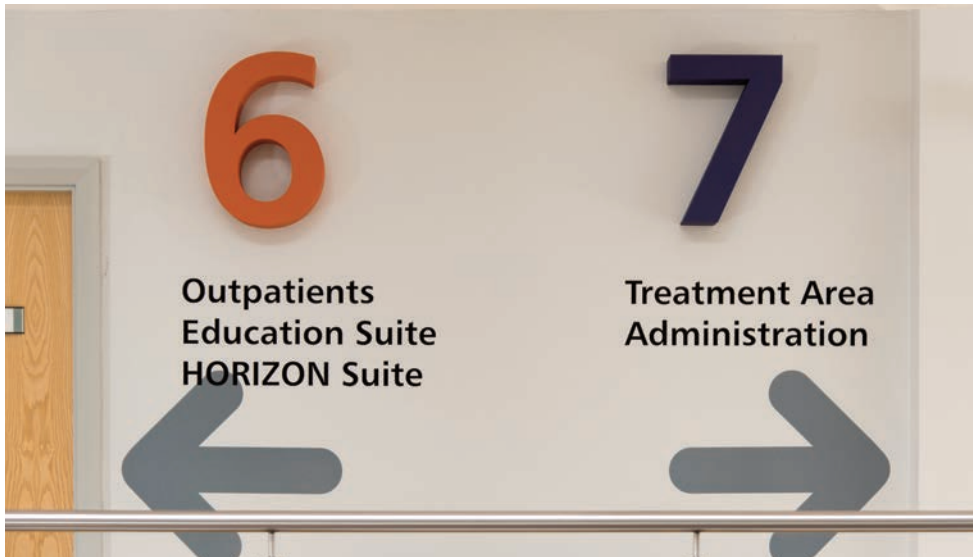 6
Outpatients
Education Suite
HORIZON Suite
7
Treatment Area
Administration